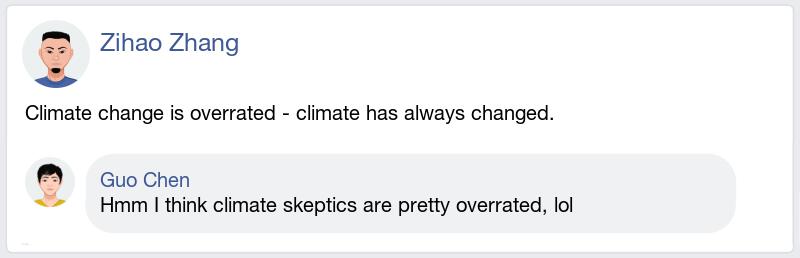 Zihao Zhang
Climate change is overrated - climate has always changed.
Guo Chen
Hmm I think climate skeptics are pretty overrated, lol